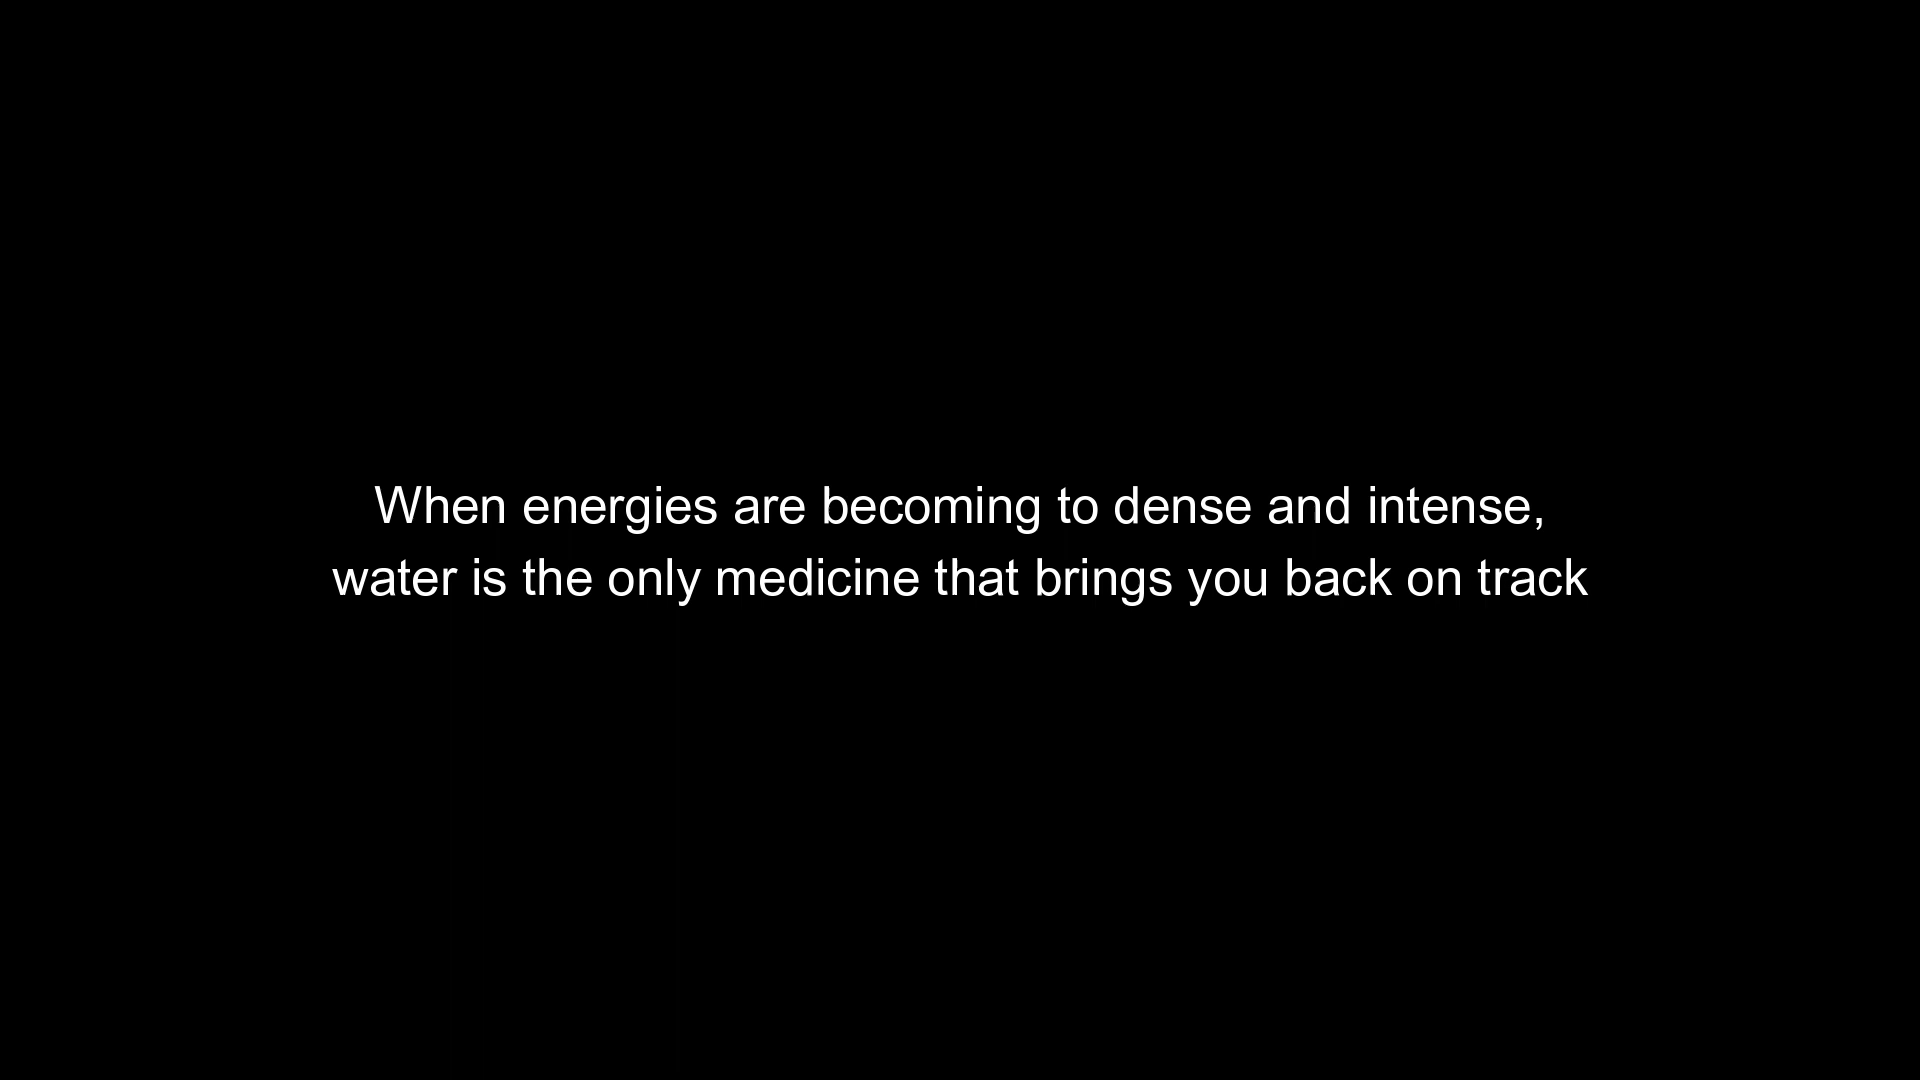 When energies are becoming to dense and intense,
water is the only medicine that brings you back on track